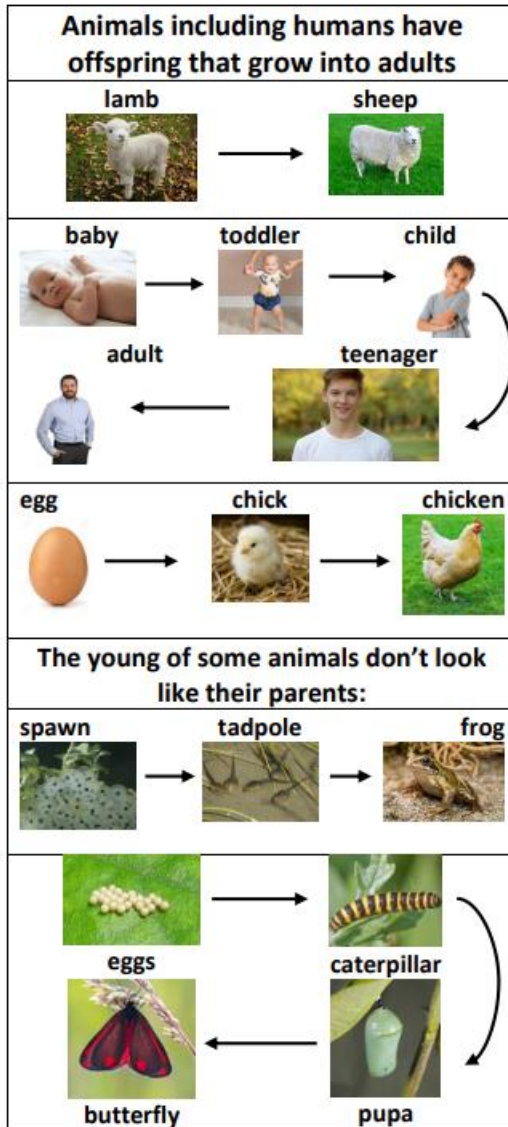 Animals including humans have
offspring that grow into adults
lamb sheep
baby toddler child
adult teenager
egg chick chicken
The young of some animals don’t look
like their parents:
spawn tadpole frog
eggs caterpillar
butterfly pupa